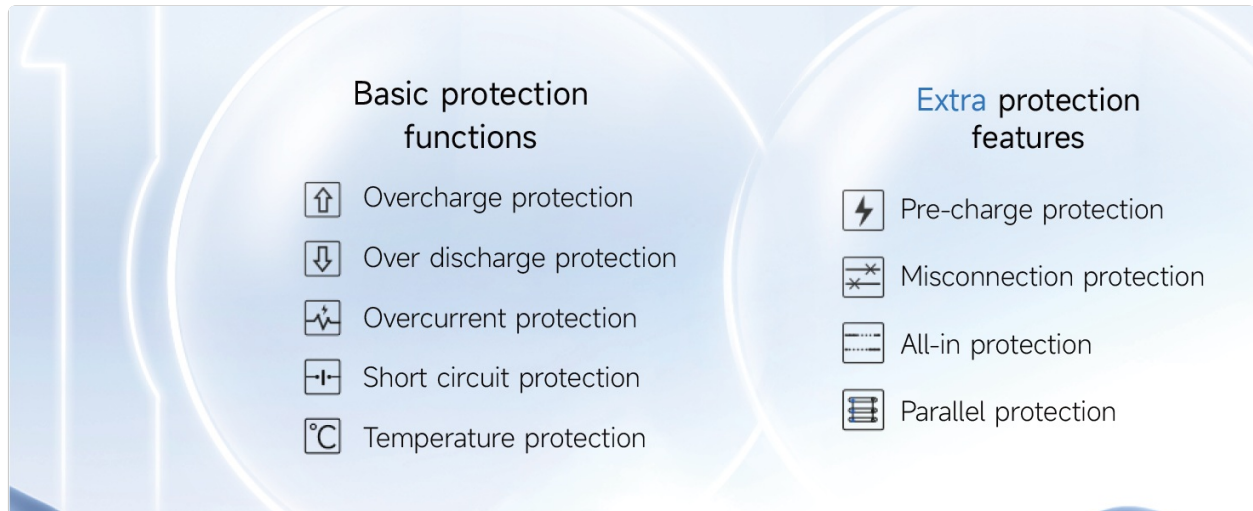 Basic protection
functions
Overcharge protection
Over discharge protection
Overcurrent protection
Short circuit protection
°C Temperature protection
Extra protection
features
Pre-charge protection
Misconnection protection
All-in protection
Parallel protection